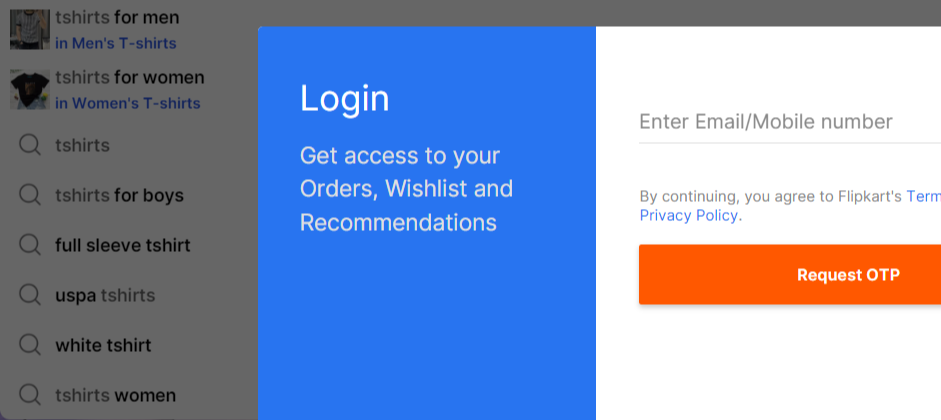 tshirts for men
in Men's T-shirts
tshirts for women
in Women's T-shirts
tshirts
tshirts for boys
full sleeve tshirt
uspa tshirts
white tshirt
tshirts women
Login
Get access to your
Orders, Wishlist and
Recommendations
Enter Email/Mobile number
By continuing, you agree to Flipkart's Term
Privacy Policy.
Request OTP